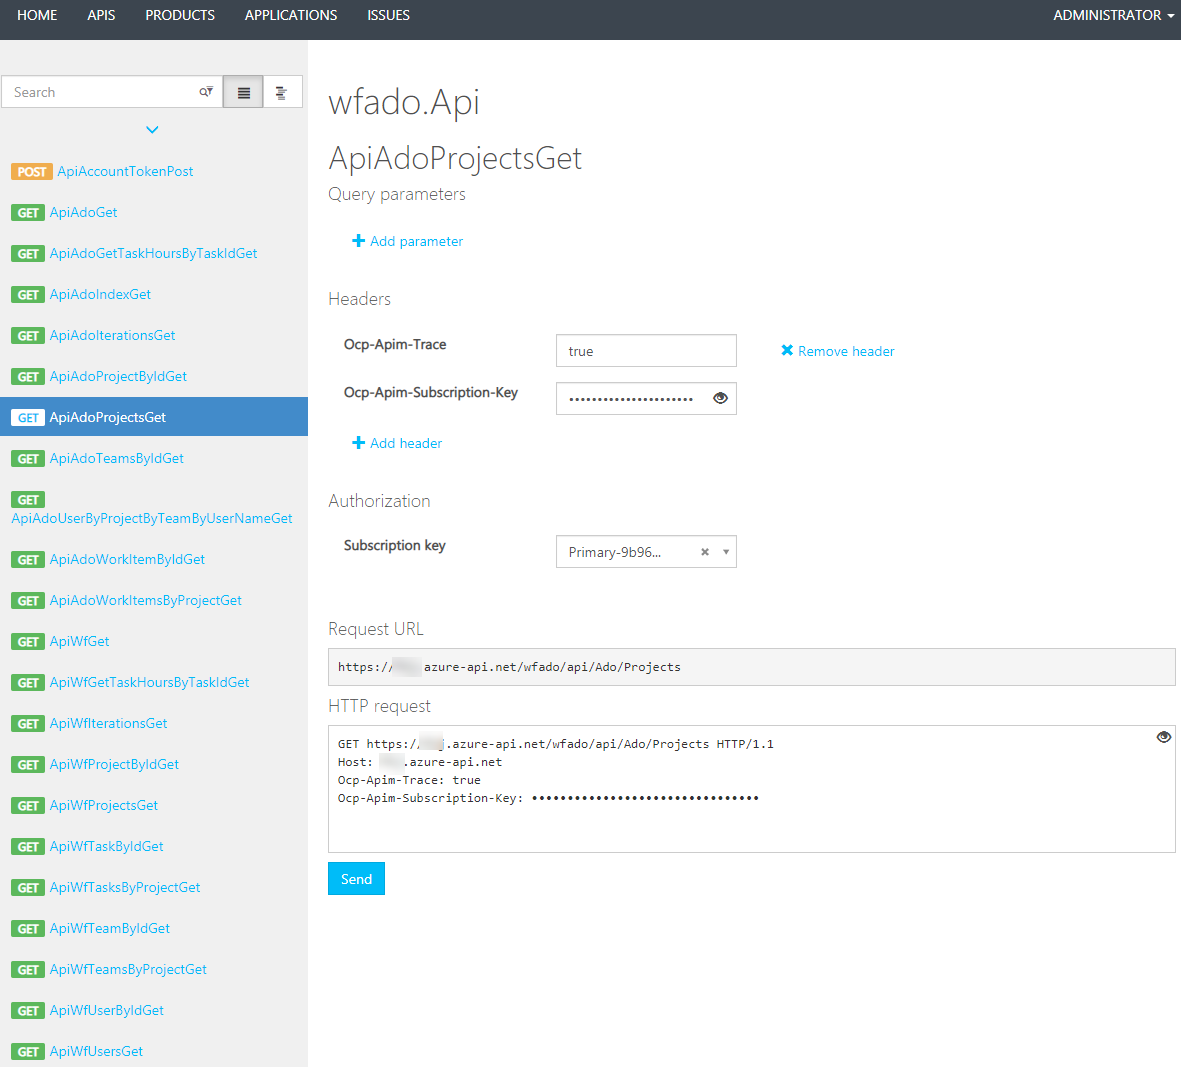 HOME APIS PRODUCTS APPLICATIONS ISSUES ADMINISTRATOR
Search
POST ApiAccountTokenPost
GET ApiAdoGet
GET ApiAdoGetTaskHoursByTaskIdGet
GET ApiAdoIndexGet
GET ApiAdoIterationsGet
GET ApiAdoProjectByIdGet
GET ApiAdoProjectsGet
GET ApiAdoTeamsByIdGet
GET
ApiAdoUserByProjectByTeamByUserNameGet
GET ApiAdoWorkItemByIdGet
GET ApiAdoWorkItemsByProjectGet
GET ApiWfGet
GET ApiWfGetTaskHoursByTaskIdGet
GET ApiWfIterationsGet
GET ApiWfProjectByIdGet
GET ApiWfProjectsGet
GET ApiWfTaskByIdGet
GET ApiWfTasksByProjectGet
GET ApiWfTeamByIdGet
GET ApiWfTeamsByProjectGet
GET ApiWfUserByIdGet
GET ApiWfUsersGet
wfado.Api
ApiAdoProjectsGet
Query parameters
Add parameter
Headers
Ocp-Apim-Trace true Remove header
Ocp-Apim-Subscription-Key ••••••••••••••••••••••
Add header
Authorization
Subscription key Primary-9b96...
Request URL
https:// azure-api.net/wfado/api/Ado/Projects
HTTP request
GET https:// .azure-api.net/wfado/api/Ado/Projects HTTP/1.1
Host: .azure-api.net
Ocp-Apim-Trace: true
Ocp-Apim-Subscription-Key: ••••••••••••••••••••••••••••••••
Send